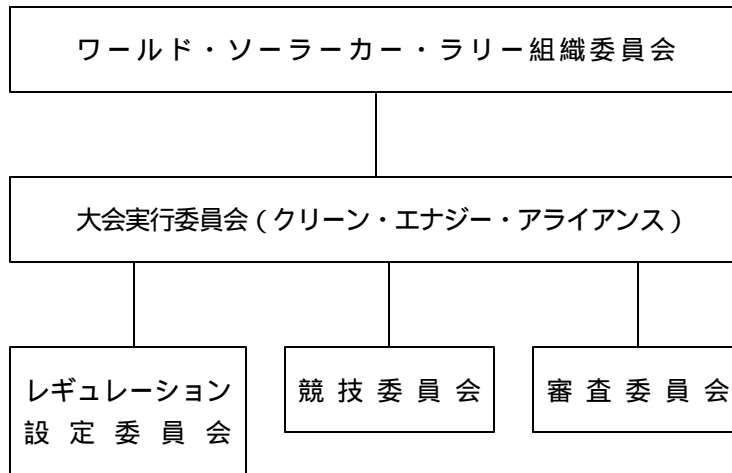 ワールド・ソーラーカー・ラリー組織委員会
大会実行委員会(クリーン・エナジー・アライアンス)
レギュレーション
設定委員会
競技委員会
審査委員会